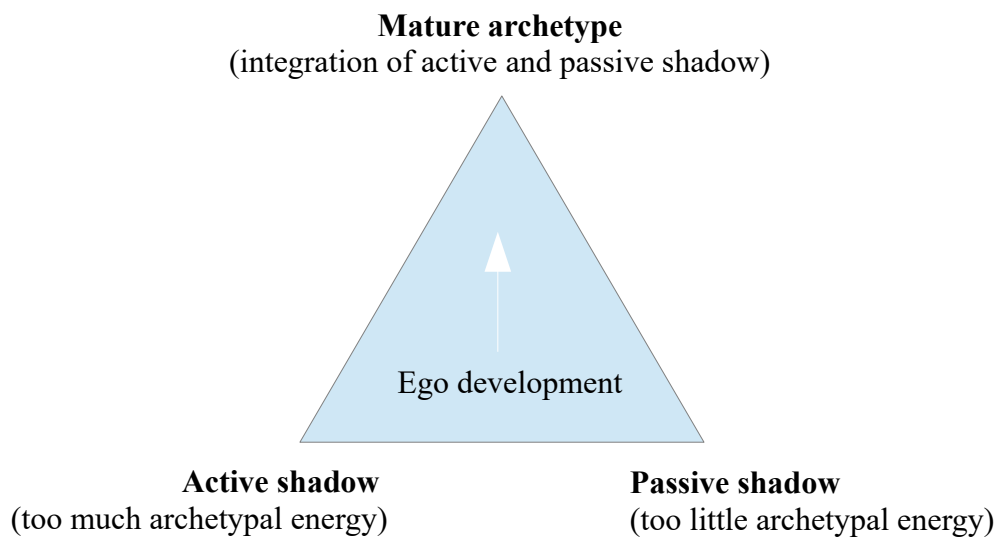 Mature archetype
(integration of active and passive shadow)
Ego development
Active shadow
(too much archetypal energy)
Passive shadow
(too little archetypal energy)